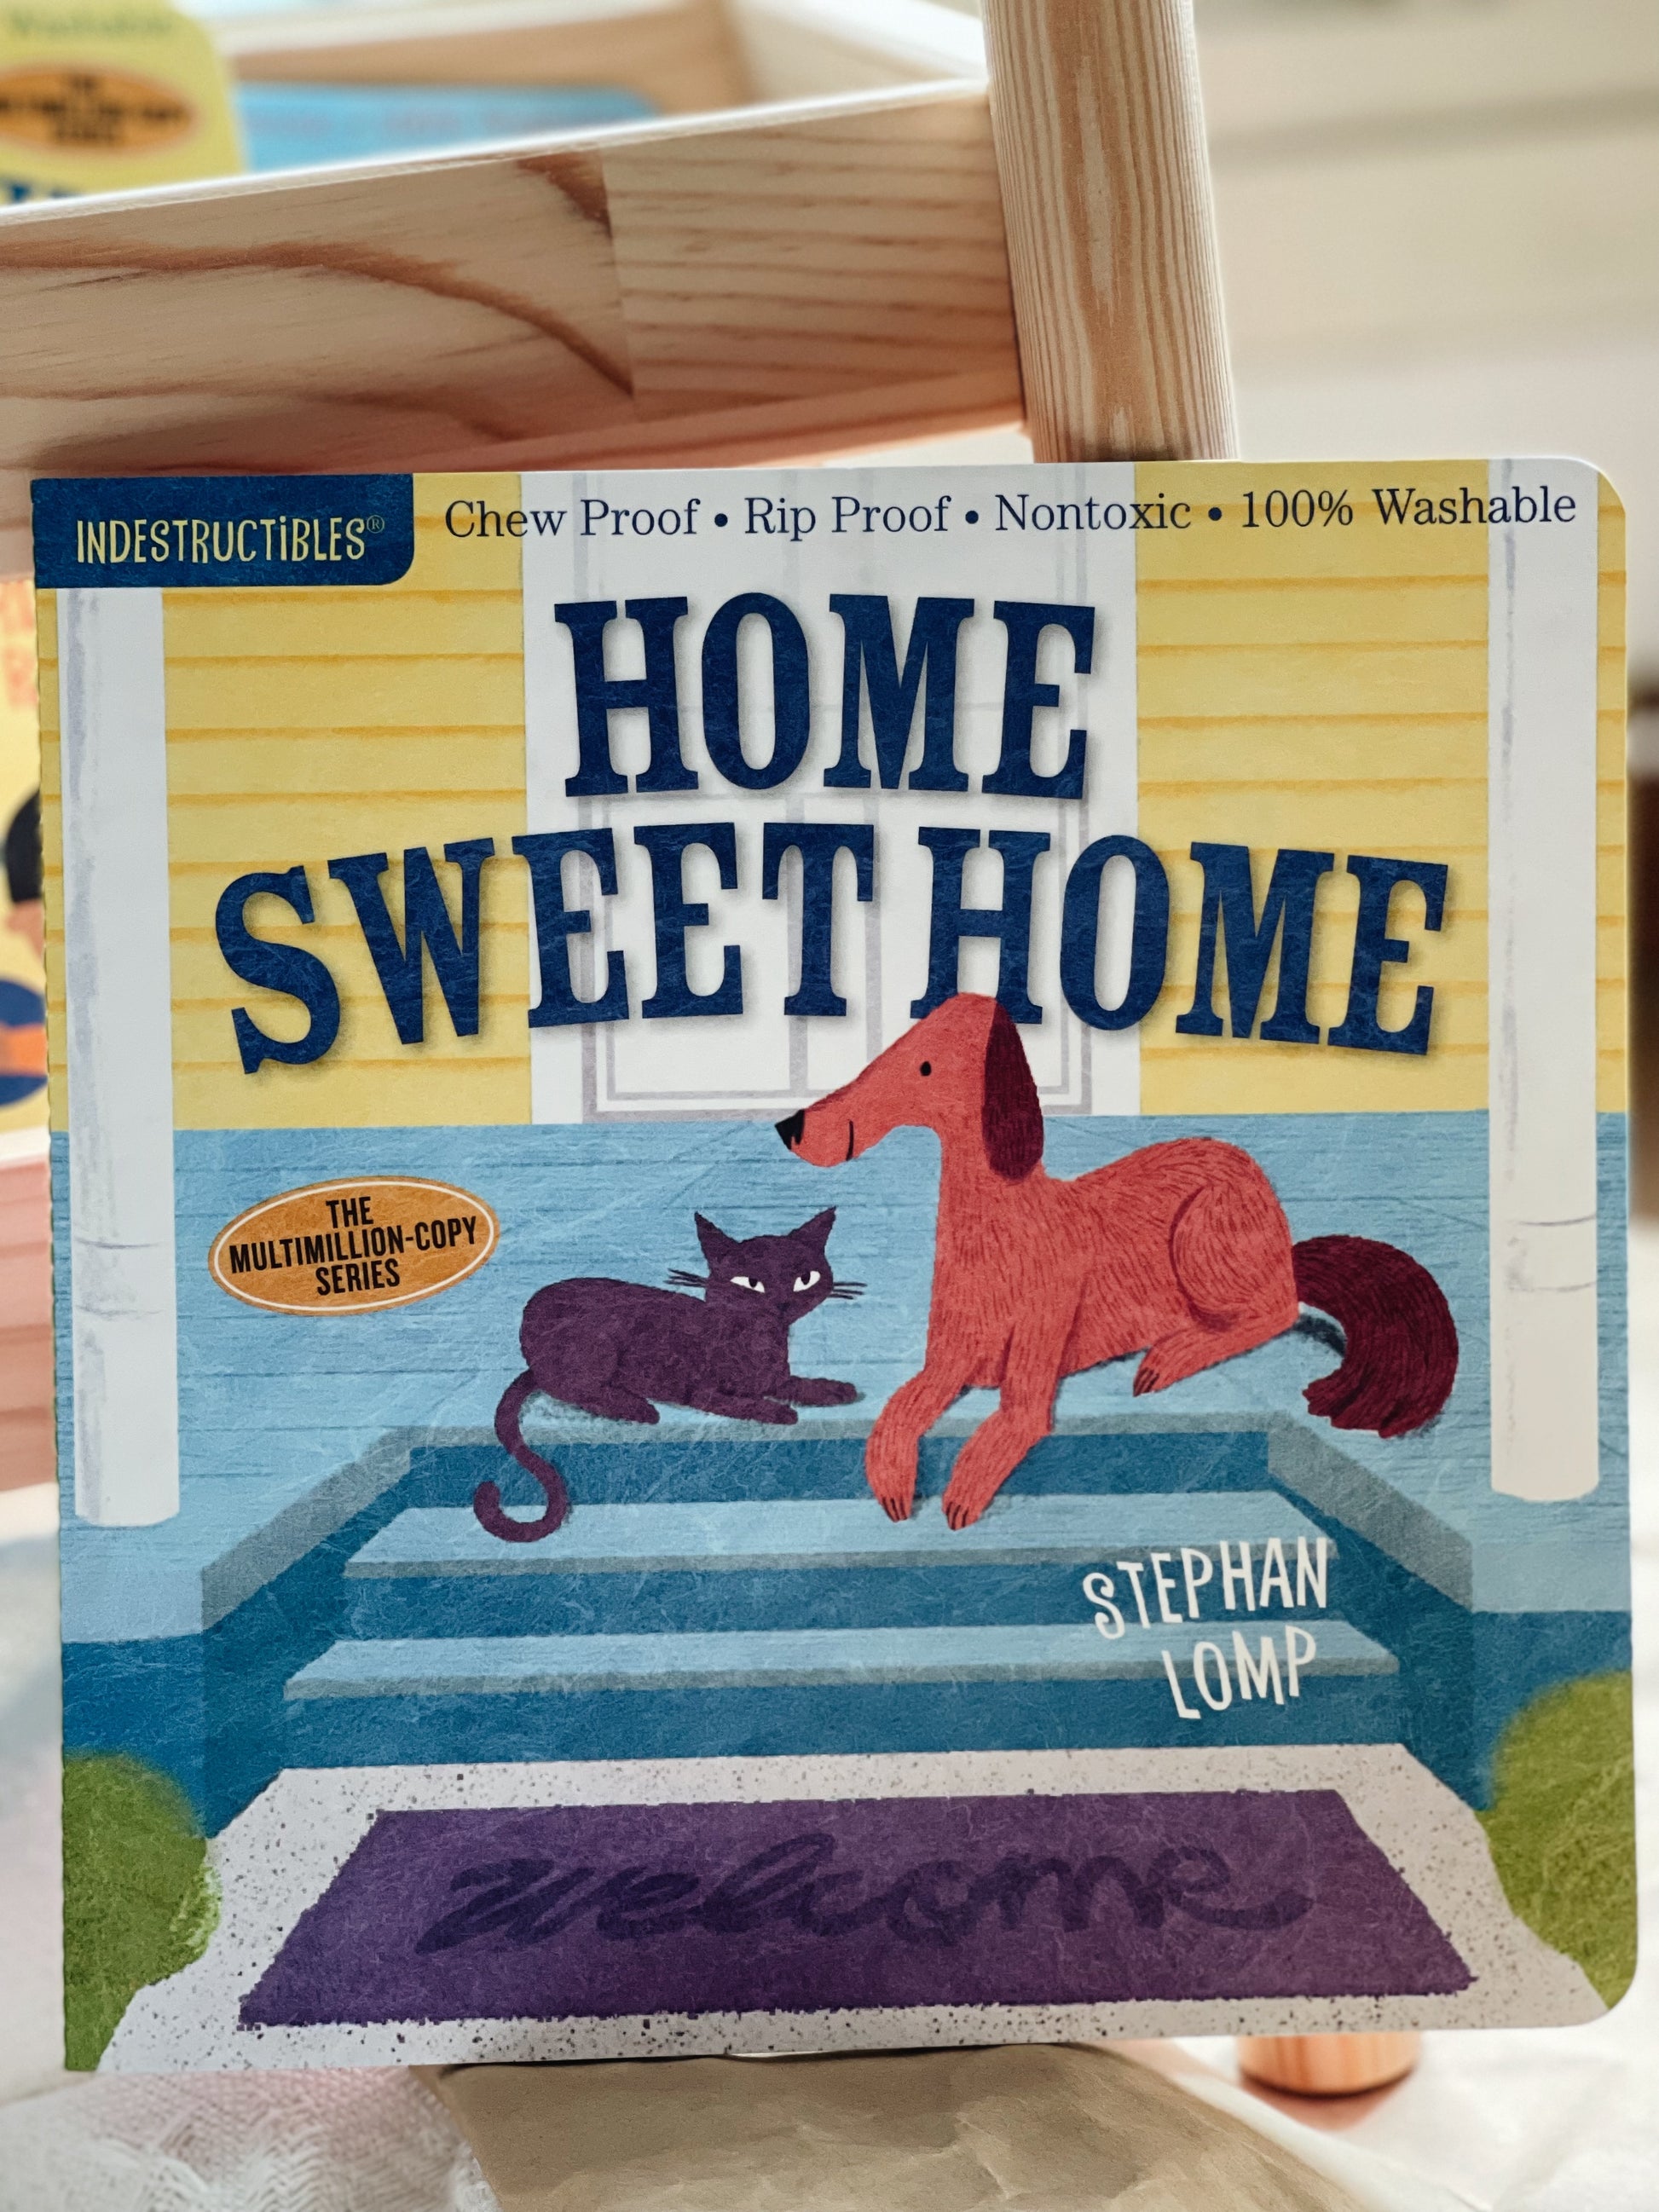 INDESTRUCTiBLES®
Chew Proof • Rip Proof • Nontoxic • 100% Washable
HOME
SWEET HOME
THE
MULTIMILLION-COPY
SERIES
STEPHAN
LOMP
welcome